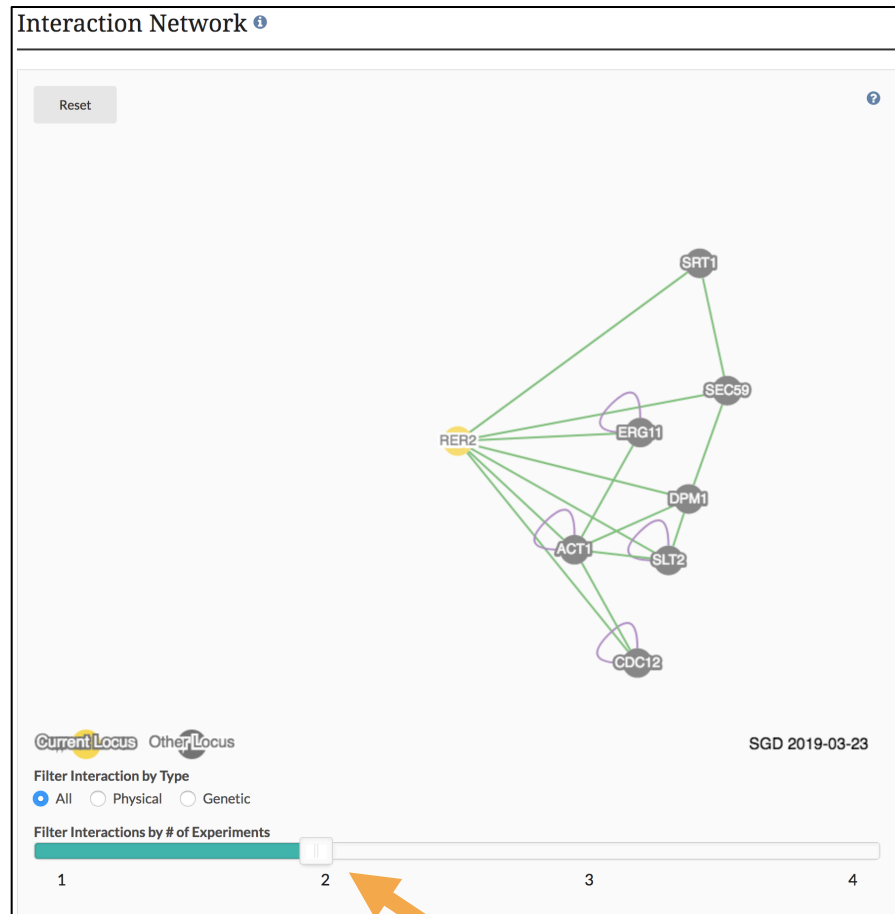 Interaction Network
Reset
SRT1
SEC59
ERG11
RER2
DPM1
ACT1
SLT2
CDC12
Current Locus Other Locus
SGD 2019-03-23
Filter Interaction by Type
All Physical Genetic
Filter Interactions by # of Experiments
1 2 3 4